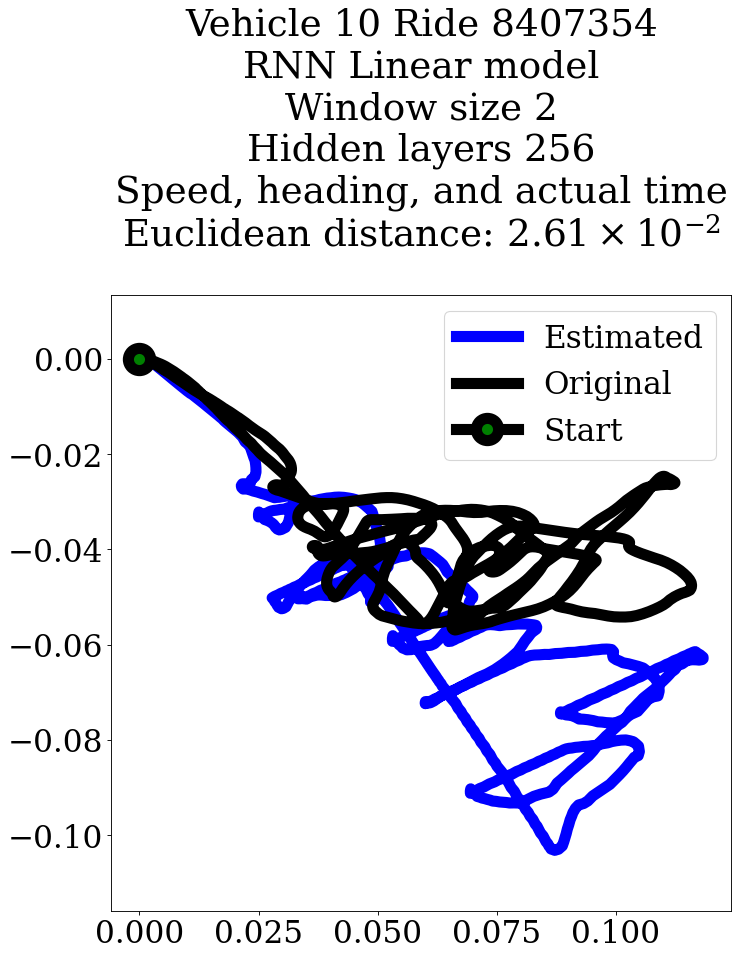 Vehicle 10 Ride 8407354
RNN Linear model
Window size 2
Hidden layers 256
Speed, heading, and actual time
Euclidean distance: 2.61 × 10⁻²
Estimated
Original
Start
0.00
−0.02
−0.04
−0.06
−0.08
−0.10
0.000 0.025 0.050 0.075 0.100